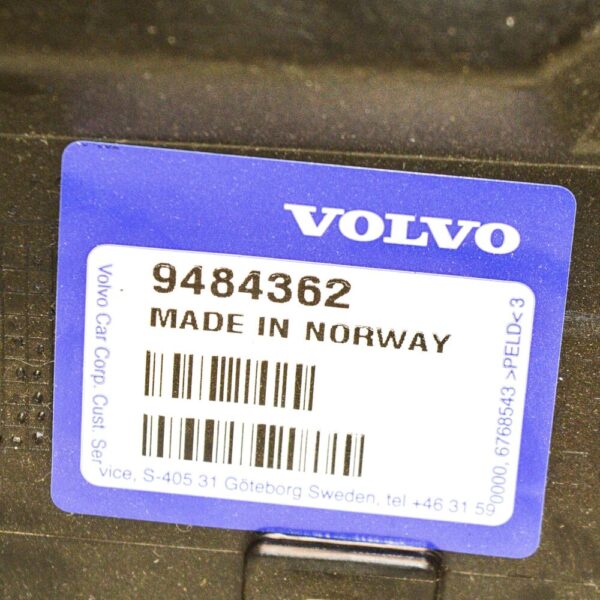 VOLVO
9484362
MADE IN NORWAY
Volvo Car Corp. Cust. Service, S-405 31 Göteborg Sweden, tel +46 31 59 0000, 6768543 >PELD< 3